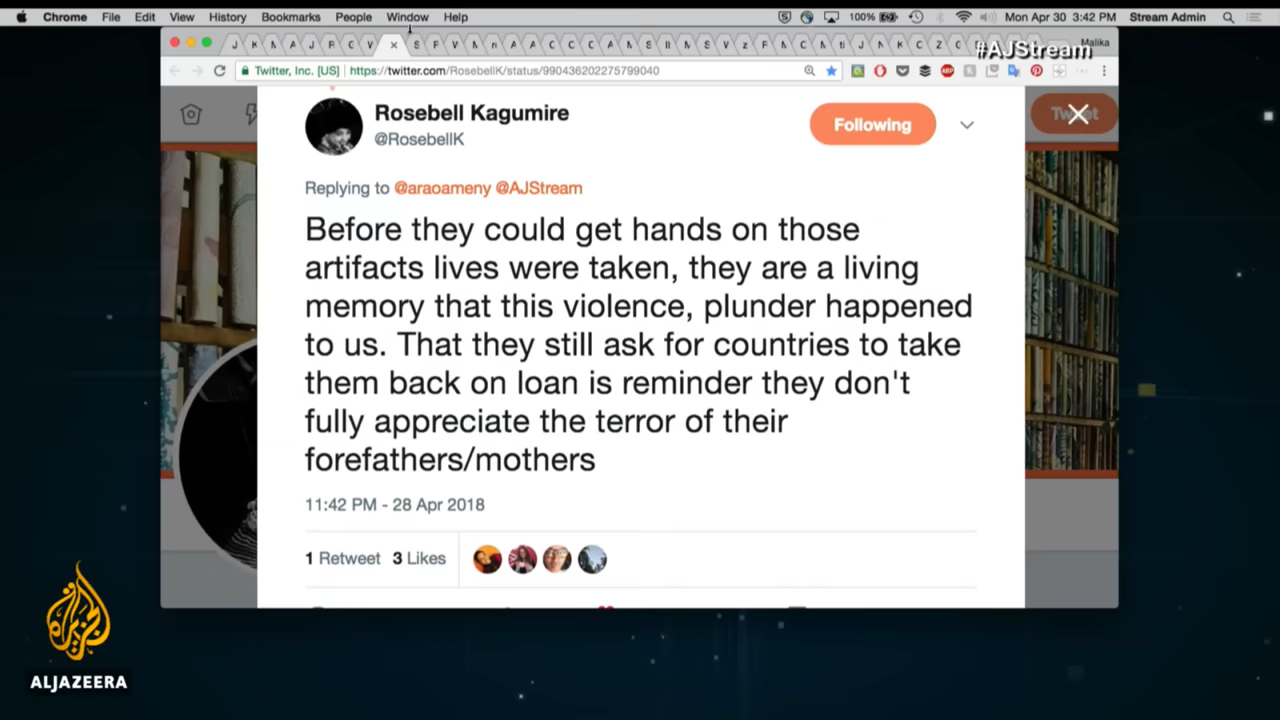 Chrome File Edit View History Bookmarks People Window Help
100% Mon Apr 30 3:42 PM Stream Admin
#AJStream
Malika
Twitter, Inc. [US] https://twitter.com/RosebellK/status/990436202275799040
Rosebell Kagumire
@RosebellK
Following
Tweet
Replying to @araoameny @AJStream
Before they could get hands on those
artifacts lives were taken, they are a living
memory that this violence, plunder happened
to us. That they still ask for countries to take
them back on loan is reminder they don't
fully appreciate the terror of their
forefathers/mothers
11:42 PM - 28 Apr 2018
1 Retweet 3 Likes
ALJAZEERA